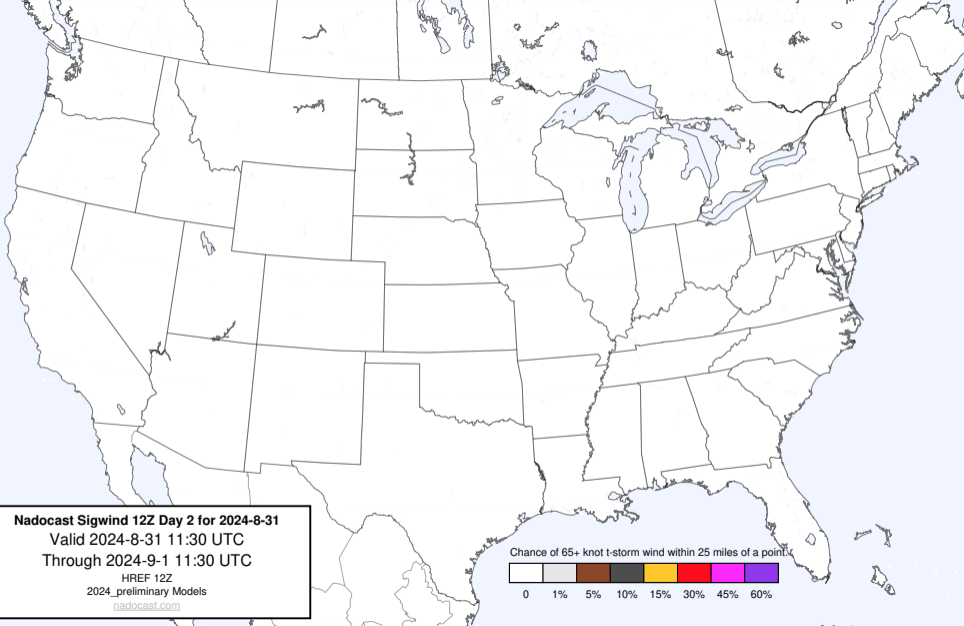 Nadocast Sigwind 12Z Day 2 for 2024-8-31
Valid 2024-8-31 11:30 UTC
Through 2024-9-1 11:30 UTC
HREF 12Z
2024_preliminary Models
nadocast.com
Chance of 65+ knot t-storm wind within 25 miles of a point.
0 1% 5% 10% 15% 30% 45% 60%